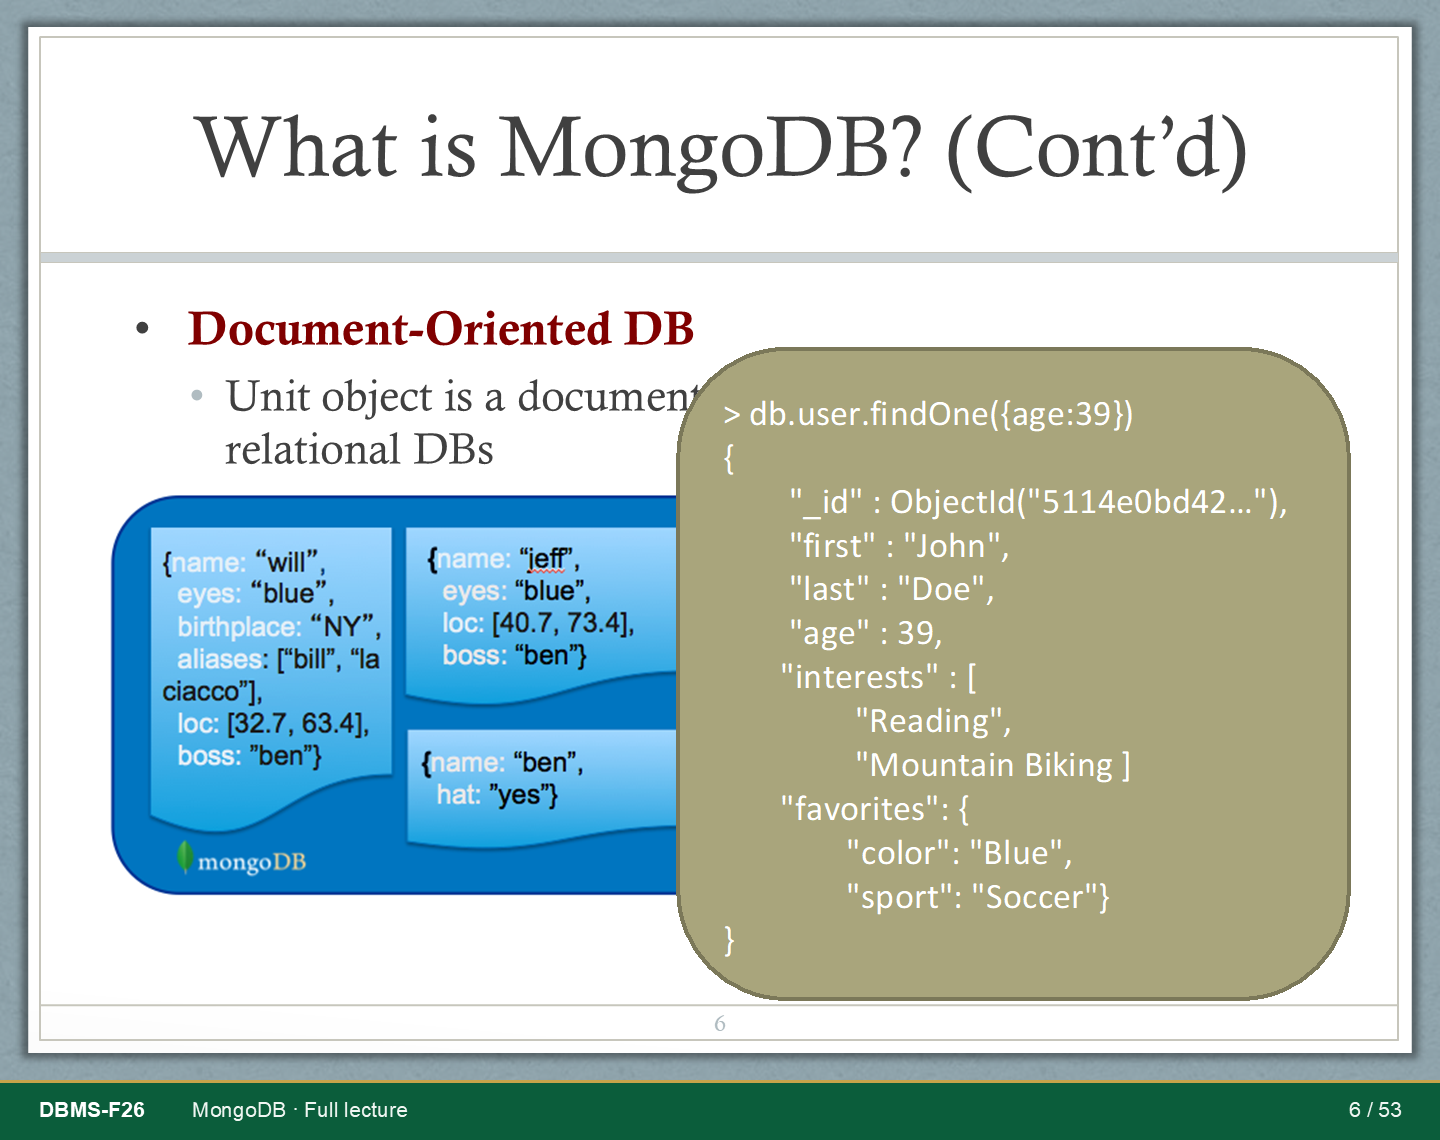 What is MongoDB? (Cont’d)
• Document-Oriented DB
• Unit object is a document
relational DBs
{name: “will”,
eyes: “blue”,
birthplace: “NY”,
aliases: [“bill”, “la
ciacco”],
loc: [32.7, 63.4],
boss: ”ben”}
{name: “jeff”,
eyes: “blue”,
loc: [40.7, 73.4],
boss: “ben”}
{name: “ben”,
hat: ”yes”}
mongoDB
> db.user.findOne({age:39})
{
"_id" : ObjectId("5114e0bd42…"),
"first" : "John",
"last" : "Doe",
"age" : 39,
"interests" : [
"Reading",
"Mountain Biking ]
"favorites": {
"color": "Blue",
"sport": "Soccer"}
}
6
DBMS-F26 MongoDB · Full lecture 6 / 53